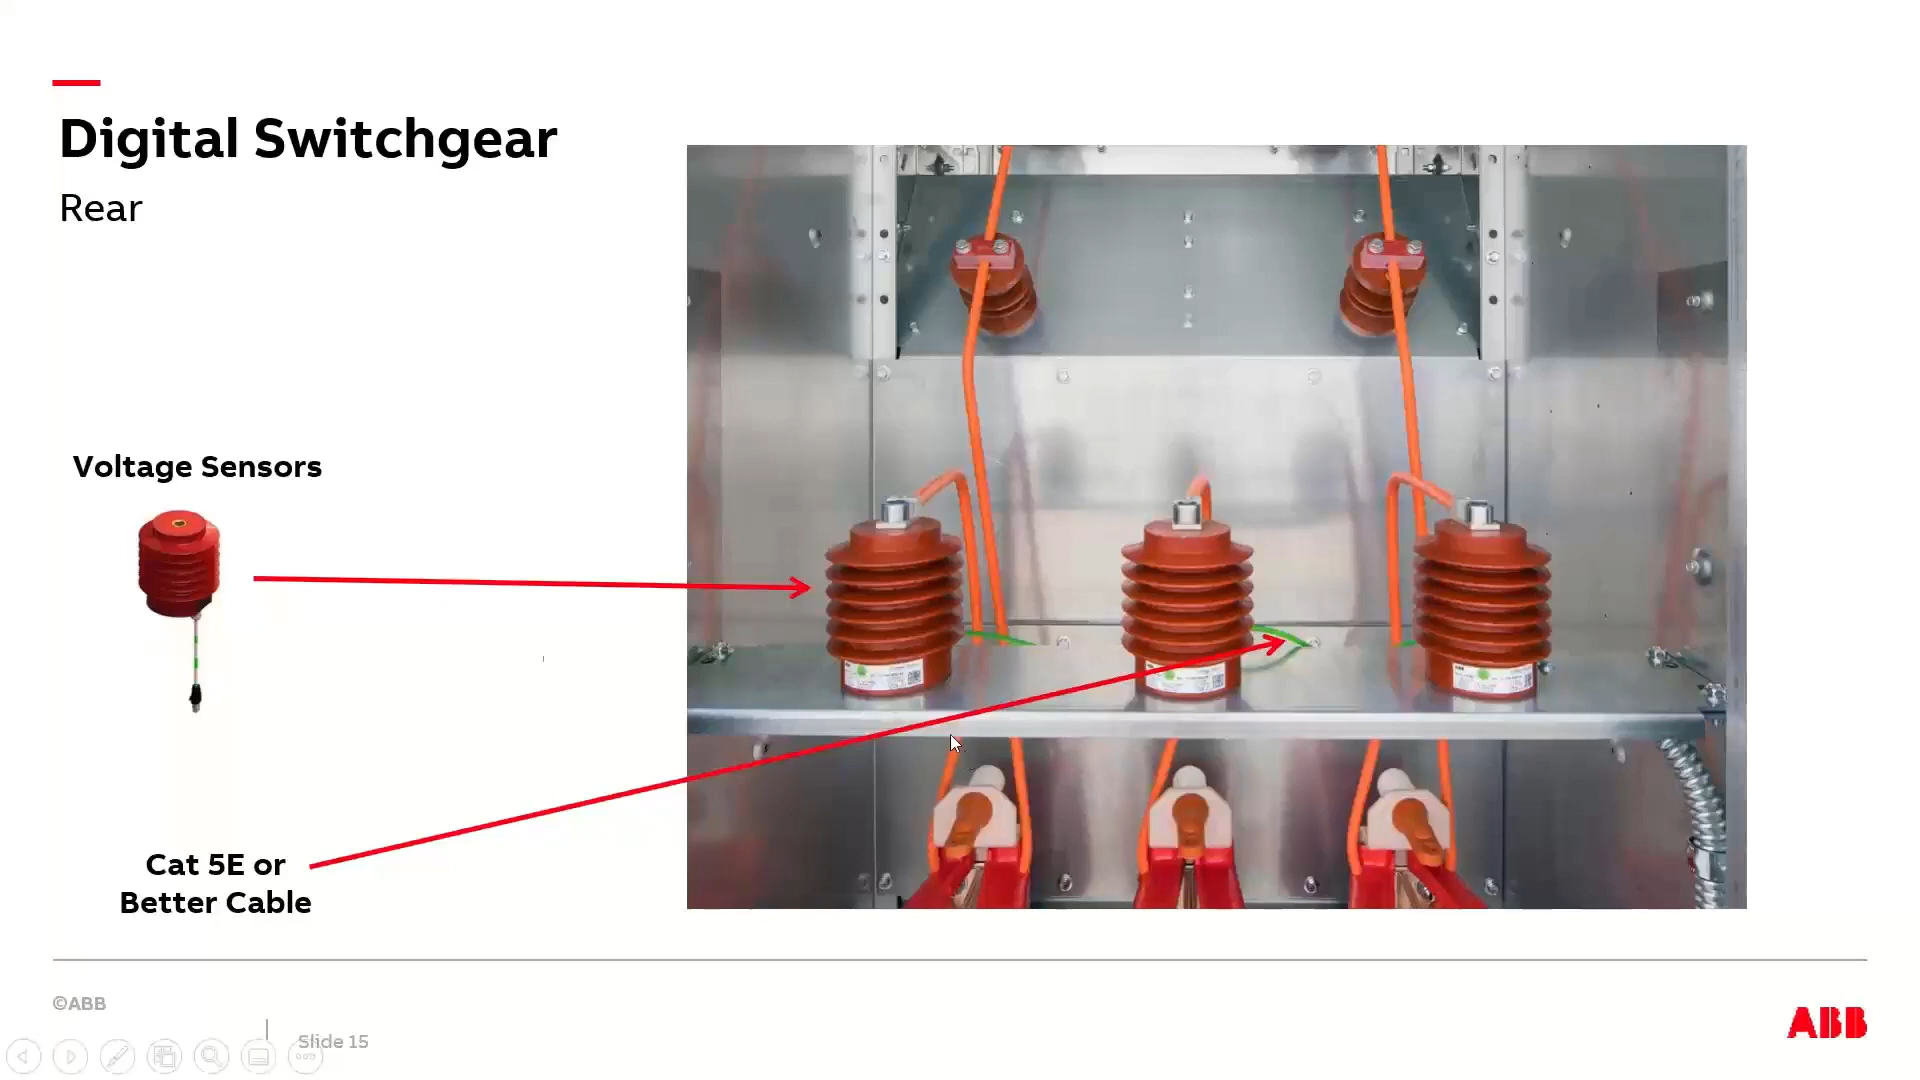 Digital Switchgear
Rear
Voltage Sensors
Cat 5E or
Better Cable
©ABB
Slide 15
ABB